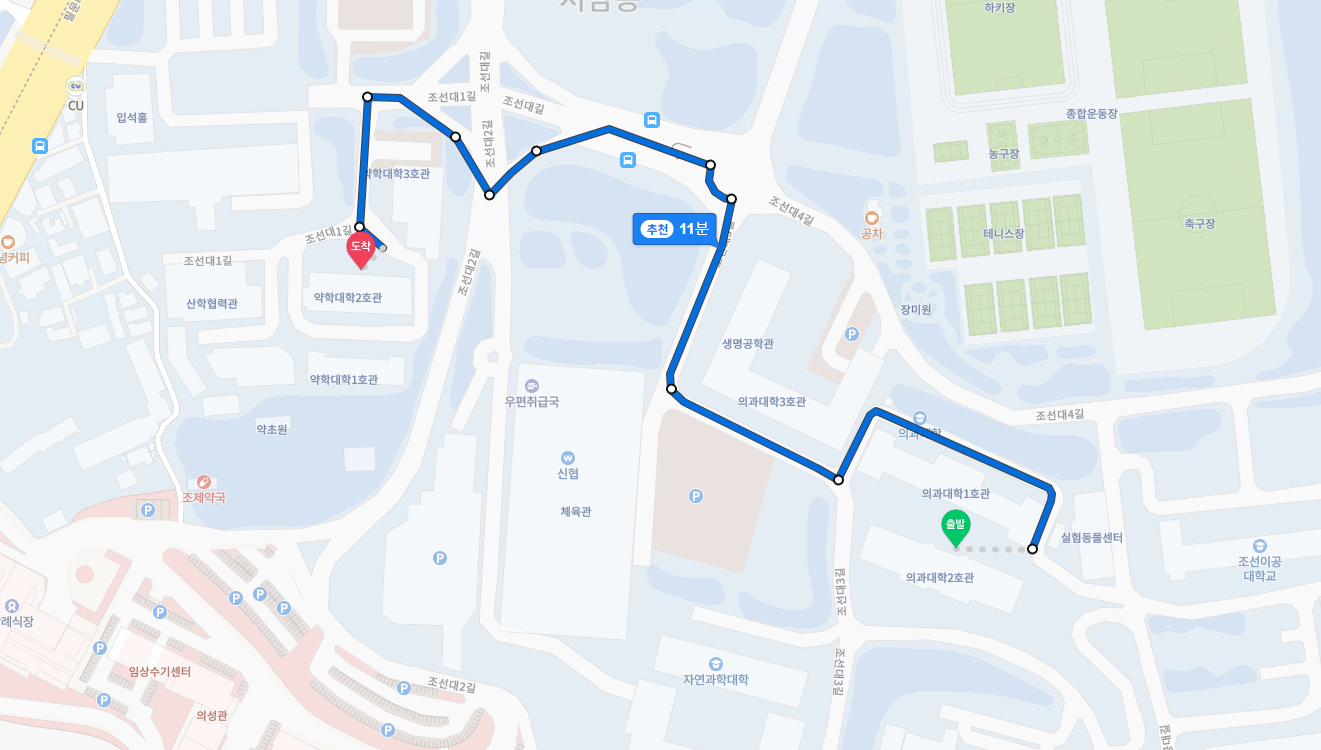 하키장
CU
조선대길
조선대1길
조선대길
종합운동장
입석홀
조선대2길
농구장
약학대학3호관
조선대4길
추천 11분
공차
테니스장
축구장
조선대1길
도착
조선대1길
조선대2길
약학대학2호관
산학협력관
장미원
생명공학관
약학대학1호관
우편취급국
의과대학3호관
조선대4길
약초원
의과대학
신협
조제약국
의과대학1호관
P
체육관
출발
실험동물센터
조선이공
대학교
의과대학2호관
조선대3길
임상수기센터
자연과학대학
조선대2길
조선대3길
의성관